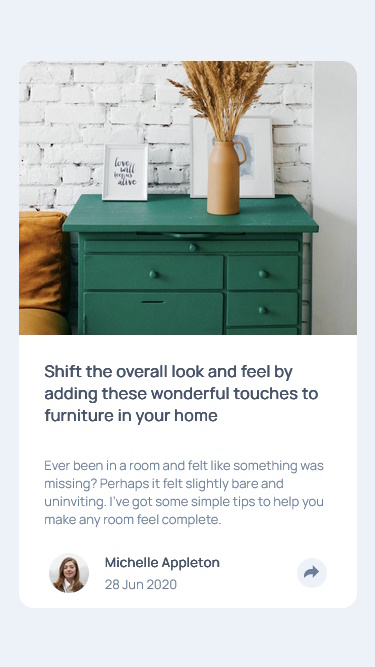 love
will
keep us
alive
Shift the overall look and feel by
adding these wonderful touches to
furniture in your home
Ever been in a room and felt like something was
missing? Perhaps it felt slightly bare and
uninviting. I've got some simple tips to help you
make any room feel complete.
Michelle Appleton
28 Jun 2020